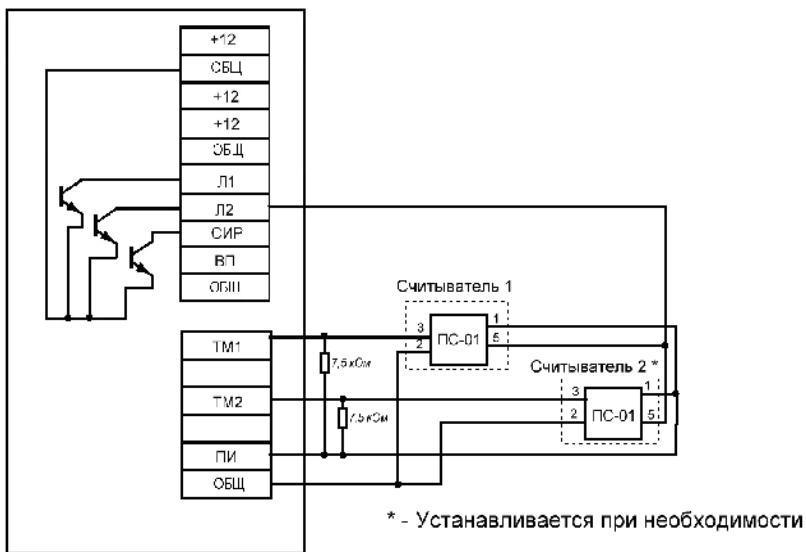 +12
ОБЩ
+12
+12
ОБЩ
Л1
Л2
СИР
ВП
ОБЩ
Считыватель 1
3
1
ПС-01
2
5
ТМ1
7,5 кОм
Считыватель 2 *
ТМ2
3
1
7,5 кОм
2
ПС-01
5
ПИ
ОБЩ
* - Устанавливается при необходимости